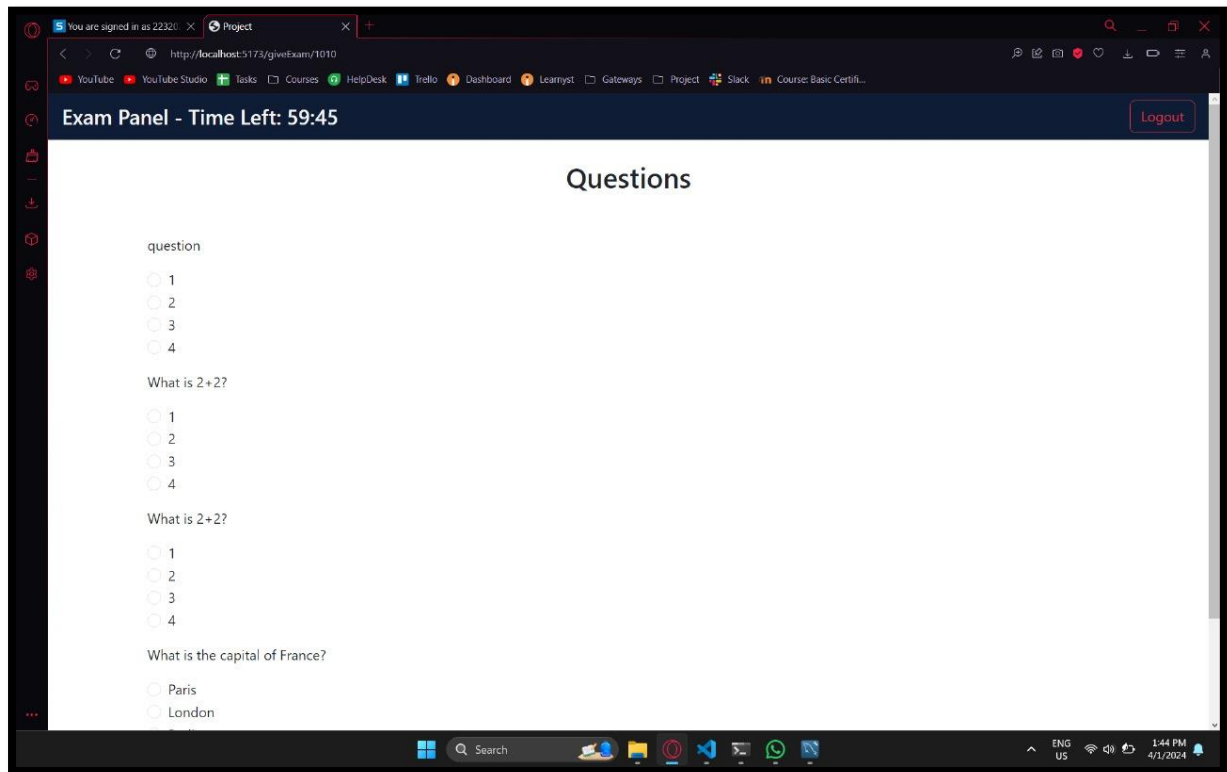 You are signed in as 22320
Project
http://localhost:5173/giveExam/1010
YouTube YouTube Studio Tasks Courses HelpDesk Trello Dashboard Learnyst Gateways Project Slack Course: Basic Certifi...
Exam Panel - Time Left: 59:45
Logout
Questions
question
1
2
3
4
What is 2+2?
1
2
3
4
What is 2+2?
1
2
3
4
What is the capital of France?
Paris
London
Search
ENG
US
1:44 PM
4/1/2024